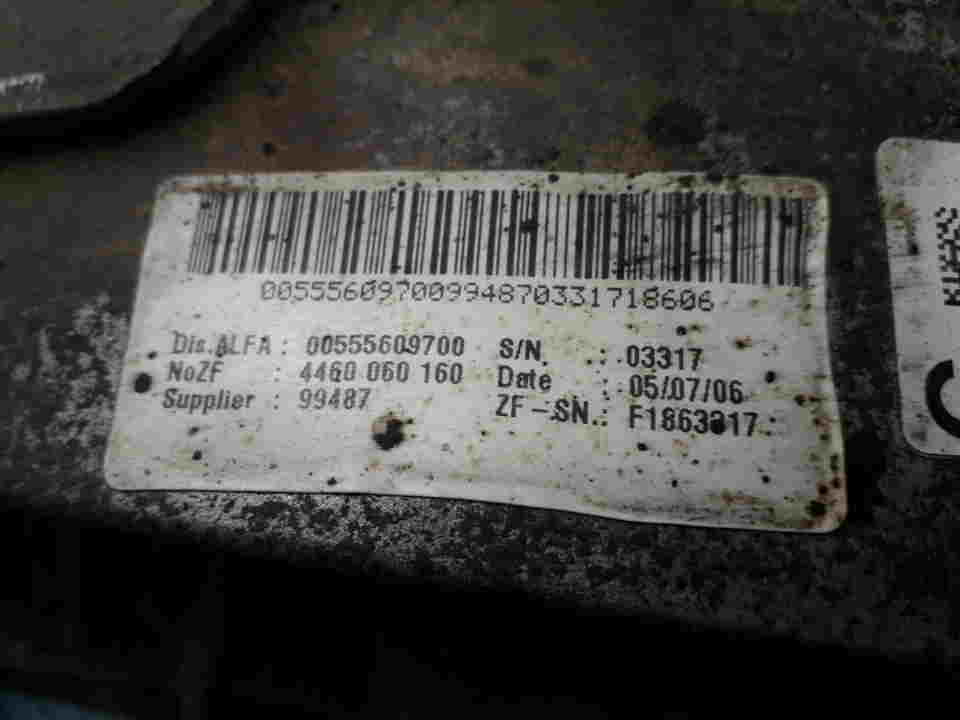 00555609700994870331718606
Dis.ALFA : 00555609700 S/N. : 03317
NoZF : 4460 060 160 Date : 05/07/06
Supplier : 99487 ZF-SN.: F1863317